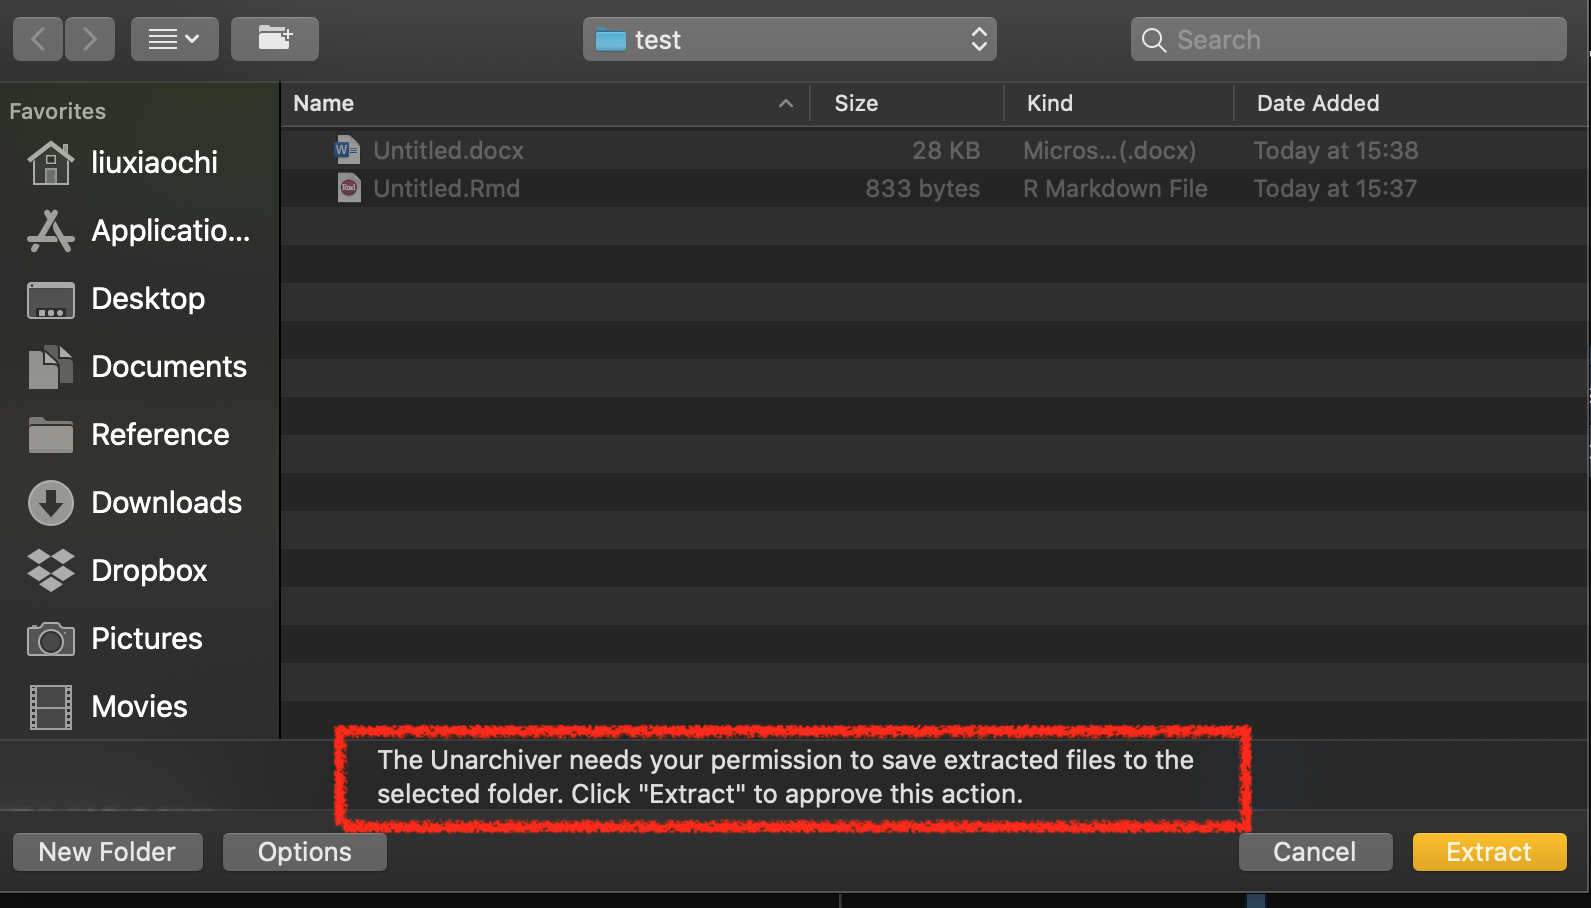 test
Search
Favorites
liuxiaochi
Applicatio...
Desktop
Documents
Reference
Downloads
Dropbox
Pictures
Movies
Name Size Kind Date Added
Untitled.docx 28 KB Micros...(.docx) Today at 15:38
Untitled.Rmd 833 bytes R Markdown File Today at 15:37
The Unarchiver needs your permission to save extracted files to the
selected folder. Click "Extract" to approve this action.
New Folder Options Cancel Extract